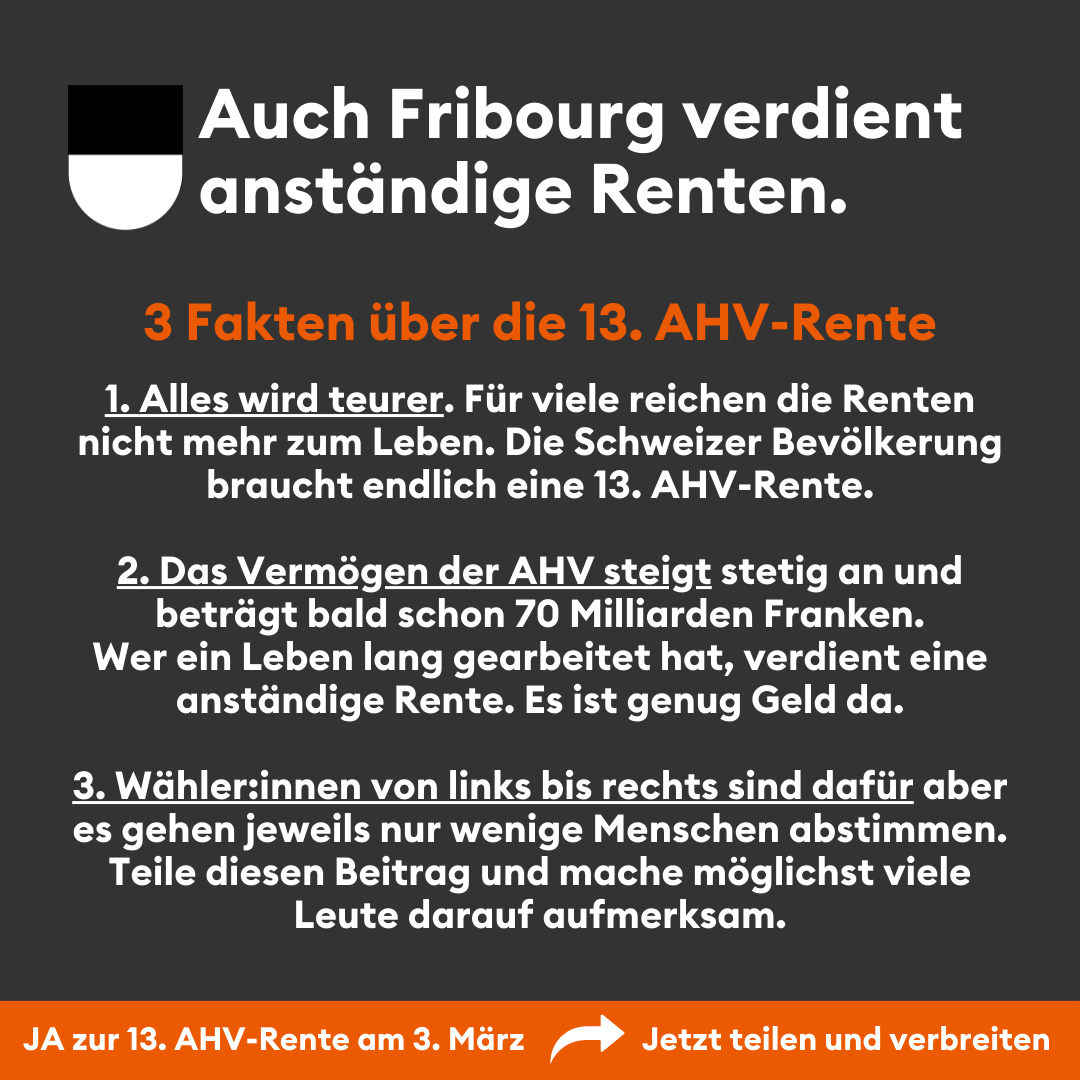 Auch Fribourg verdient
anständige Renten.
3 Fakten über die 13. AHV-Rente
1. Alles wird teurer. Für viele reichen die Renten
nicht mehr zum Leben. Die Schweizer Bevölkerung
braucht endlich eine 13. AHV-Rente.
2. Das Vermögen der AHV steigt stetig an und
beträgt bald schon 70 Milliarden Franken.
Wer ein Leben lang gearbeitet hat, verdient eine
anständige Rente. Es ist genug Geld da.
3. Wähler:innen von links bis rechts sind dafür aber
es gehen jeweils nur wenige Menschen abstimmen.
Teile diesen Beitrag und mache möglichst viele
Leute darauf aufmerksam.
JA zur 13. AHV-Rente am 3. März
Jetzt teilen und verbreiten